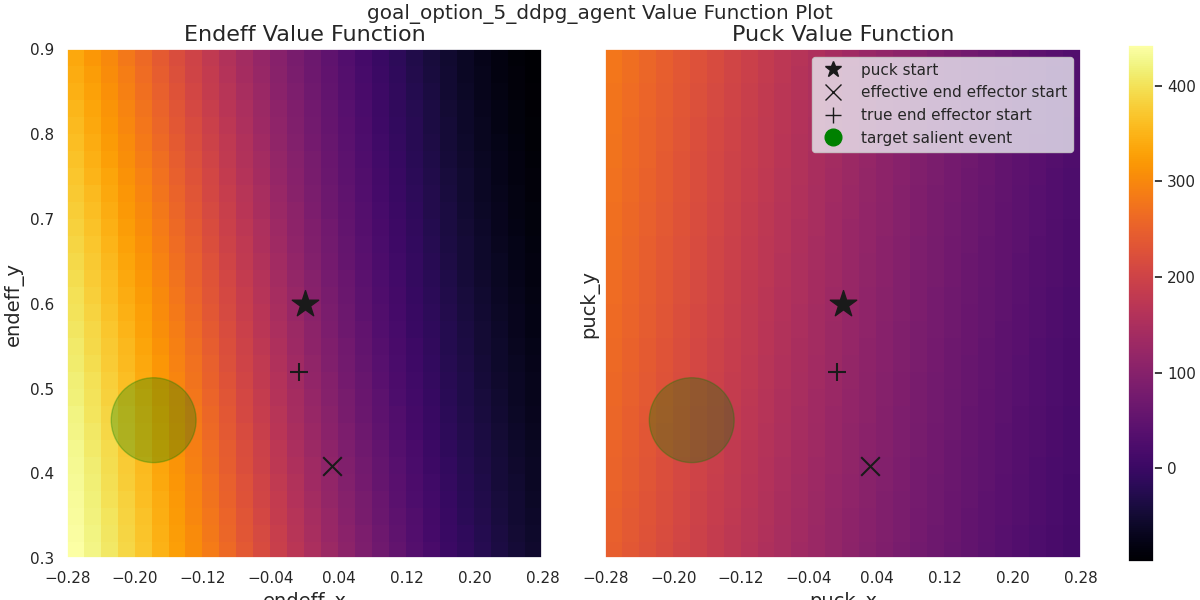 goal_option_5_ddpg_agent Value Function Plot
Endeff Value Function
Puck Value Function
0.9
0.8
0.7
0.6
0.5
0.4
0.3
endeff_y
−0.28 −0.20 −0.12 −0.04 0.04 0.12 0.20 0.28
endeff_x
puck_y
puck start
effective end effector start
true end effector start
target salient event
−0.28 −0.20 −0.12 −0.04 0.04 0.12 0.20 0.28
puck_x
400
300
200
100
0